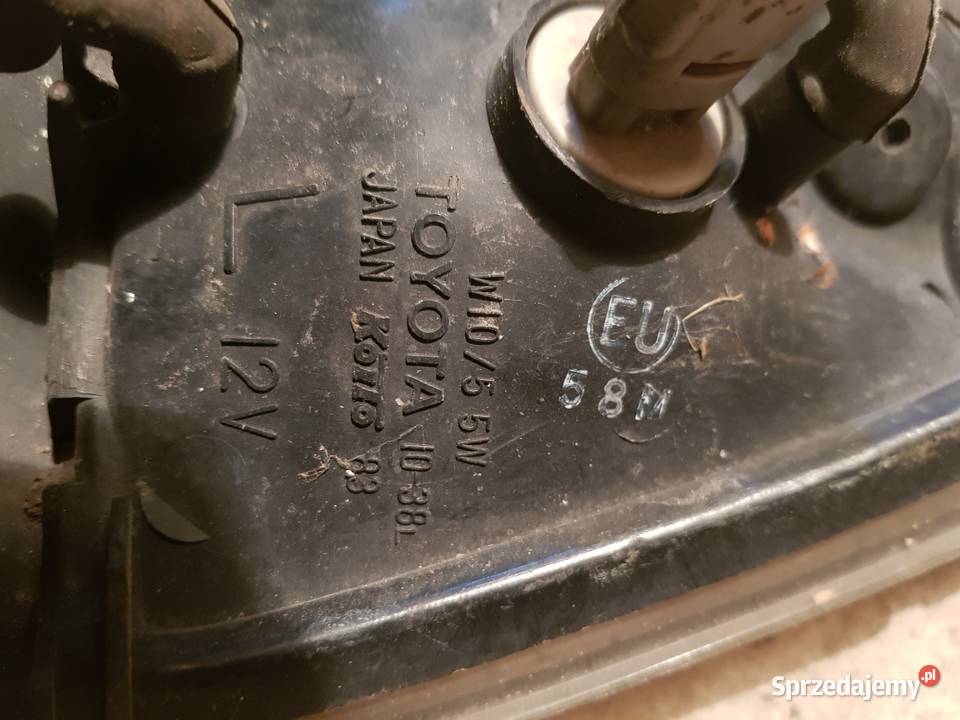 L 12V
W10/5 5W
TOYOTA 10-38L
JAPAN Koito 83
EU
58M
Sprzedajemy.pl